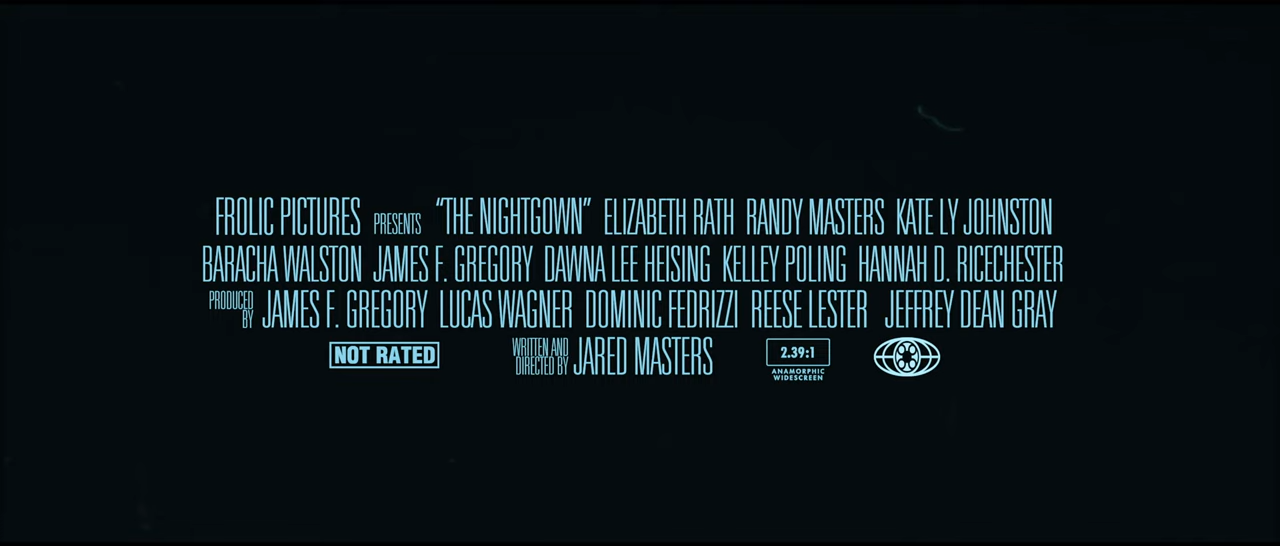 FROLIC PICTURES PRESENTS “THE NIGHTGOWN” ELIZABETH RATH RANDY MASTERS KATE LY JOHNSTON
BARACHA WALSTON JAMES F. GREGORY DAWNA LEE HEISING KELLEY POLING HANNAH D. RICECHESTER
PRODUCED BY JAMES F. GREGORY LUCAS WAGNER DOMINIC FEDRIZZI REESE LESTER JEFFREY DEAN GRAY
NOT RATED WRITTEN AND DIRECTED BY JARED MASTERS 2.39:1
ANAMORPHIC
WIDESCREEN